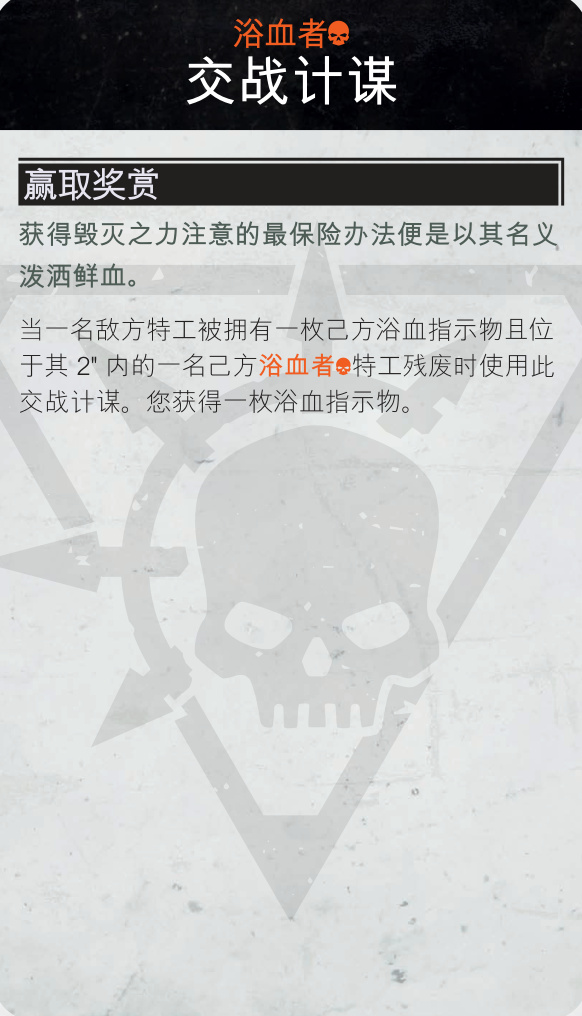 浴血者
交战计谋
赢取奖赏
获得毁灭之力注意的最保险办法便是以其名义
泼洒鲜血。
当一名敌方特工被拥有一枚己方浴血指示物且位
于其 2" 内的一名己方浴血者特工残废时使用此
交战计谋。您获得一枚浴血指示物。